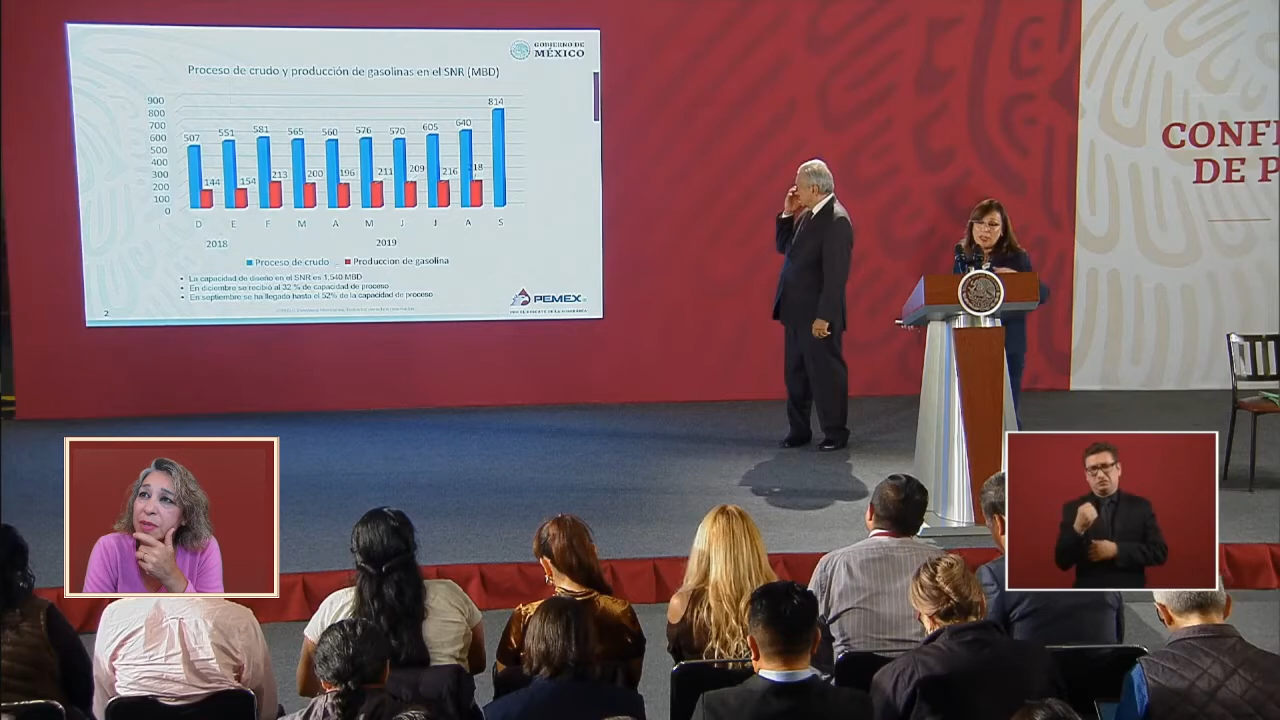 GOBIERNO DE
MÉXICO
Proceso de crudo y producción de gasolinas en el SNR (MBD)
900
800
700
600
500
400
300
200
100
0
507 551 581 565 560 576 570 605 640 814
144 154 213 200 196 211 209 216 218
D E F M A M J J A S
2018 2019
Proceso de crudo Produccion de gasolina
• La capacidad de diseño en el SNR es 1,540 MBD
• En diciembre se recibió al 32 % de capacidad de proceso
• En septiembre se ha llegado hasta el 52% de la capacidad de proceso
2
PEMEX
CONFE
DE P